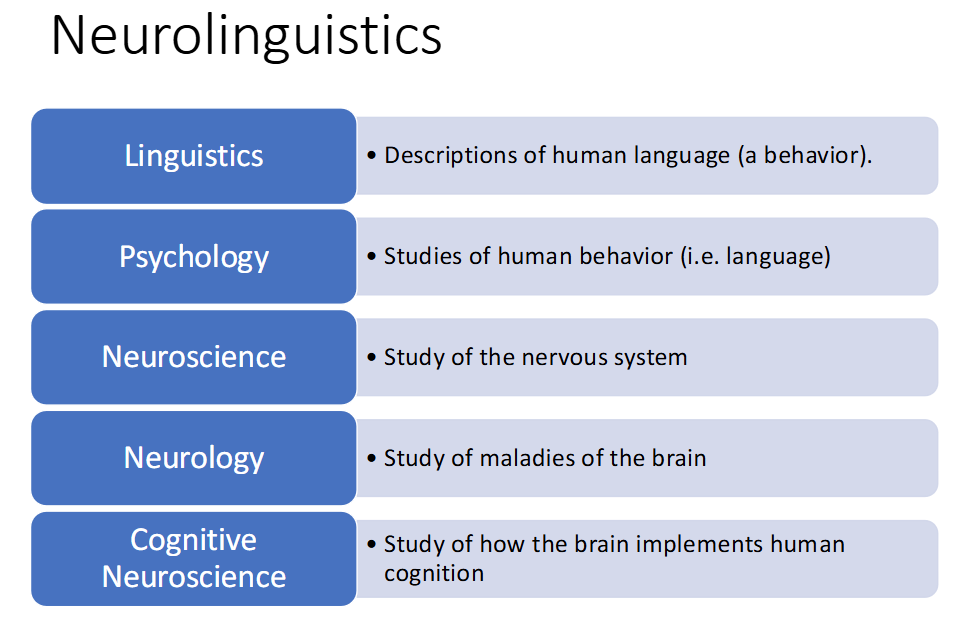 Neurolinguistics
Linguistics
• Descriptions of human language (a behavior).
Psychology
• Studies of human behavior (i.e. language)
Neuroscience
• Study of the nervous system
Neurology
• Study of maladies of the brain
Cognitive
Neuroscience
• Study of how the brain implements human
cognition